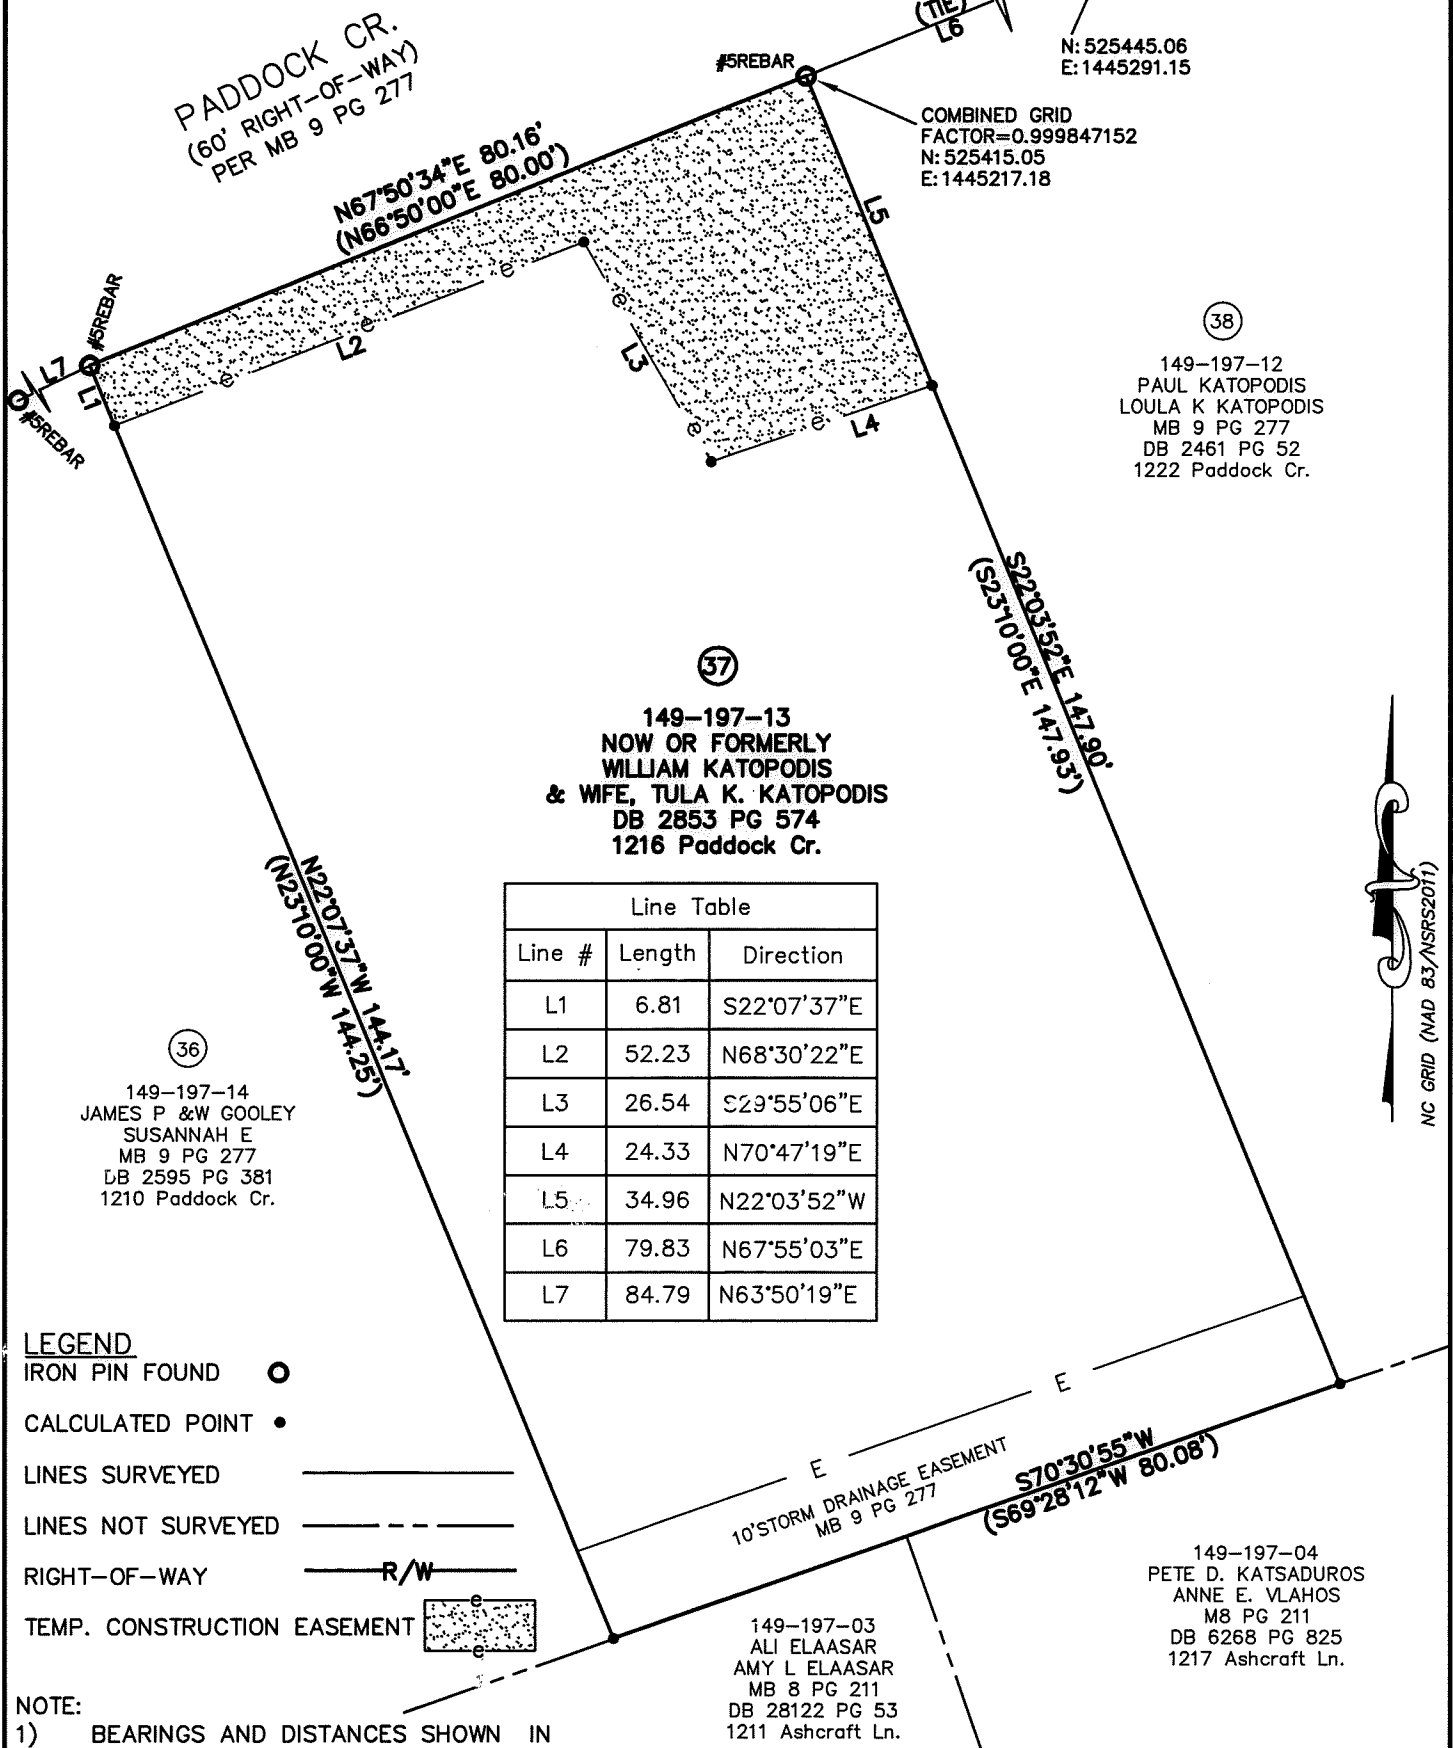 (TIE)
L6
N: 525445.06
E: 1445291.15
PADDOCK CR.
(60' RIGHT-OF-WAY)
PER MB 9 PG 277
#5REBAR
COMBINED GRID
FACTOR=0.999847152
N: 525415.05
E: 1445217.18
N67°50'34"E 80.16'
(N66°50'00"E 80.00')
L5
#5REBAR
L7
L1
#5REBAR
e
e
e
L2
e
L3
e
e
L4
38
149-197-12
PAUL KATOPODIS
LOULA K KATOPODIS
MB 9 PG 277
DB 2461 PG 52
1222 Paddock Cr.
S22°03'52"E 147.90'
(S23°10'00"E 147.93')
37
149-197-13
NOW OR FORMERLY
WILLIAM KATOPODIS
& WIFE, TULA K. KATOPODIS
DB 2853 PG 574
1216 Paddock Cr.
N22°07'37"W 144.17'
(N23°10'00"W 144.25')
NC GRID (NAD 83/NSRS2011)
Line Table
Line # Length Direction
L1 6.81 S22°07'37"E
L2 52.23 N68°30'22"E
L3 26.54 S29°55'06"E
L4 24.33 N70°47'19"E
L5 34.96 N22°03'52"W
L6 79.83 N67°55'03"E
L7 84.79 N63°50'19"E
36
149-197-14
JAMES P &W GOOLEY
SUSANNAH E
MB 9 PG 277
DB 2595 PG 381
1210 Paddock Cr.
LEGEND
IRON PIN FOUND
CALCULATED POINT
LINES SURVEYED
LINES NOT SURVEYED
RIGHT-OF-WAY R/W
TEMP. CONSTRUCTION EASEMENT e e
E
E
10'STORM DRAINAGE EASEMENT
MB 9 PG 277
S70°30'55"W
(S69°28'12"W 80.08')
149-197-03
ALI ELAASAR
AMY L ELAASAR
MB 8 PG 211
DB 28122 PG 53
1211 Ashcraft Ln.
149-197-04
PETE D. KATSADUROS
ANNE E. VLAHOS
M8 PG 211
DB 6268 PG 825
1217 Ashcraft Ln.
NOTE:
1) BEARINGS AND DISTANCES SHOWN IN